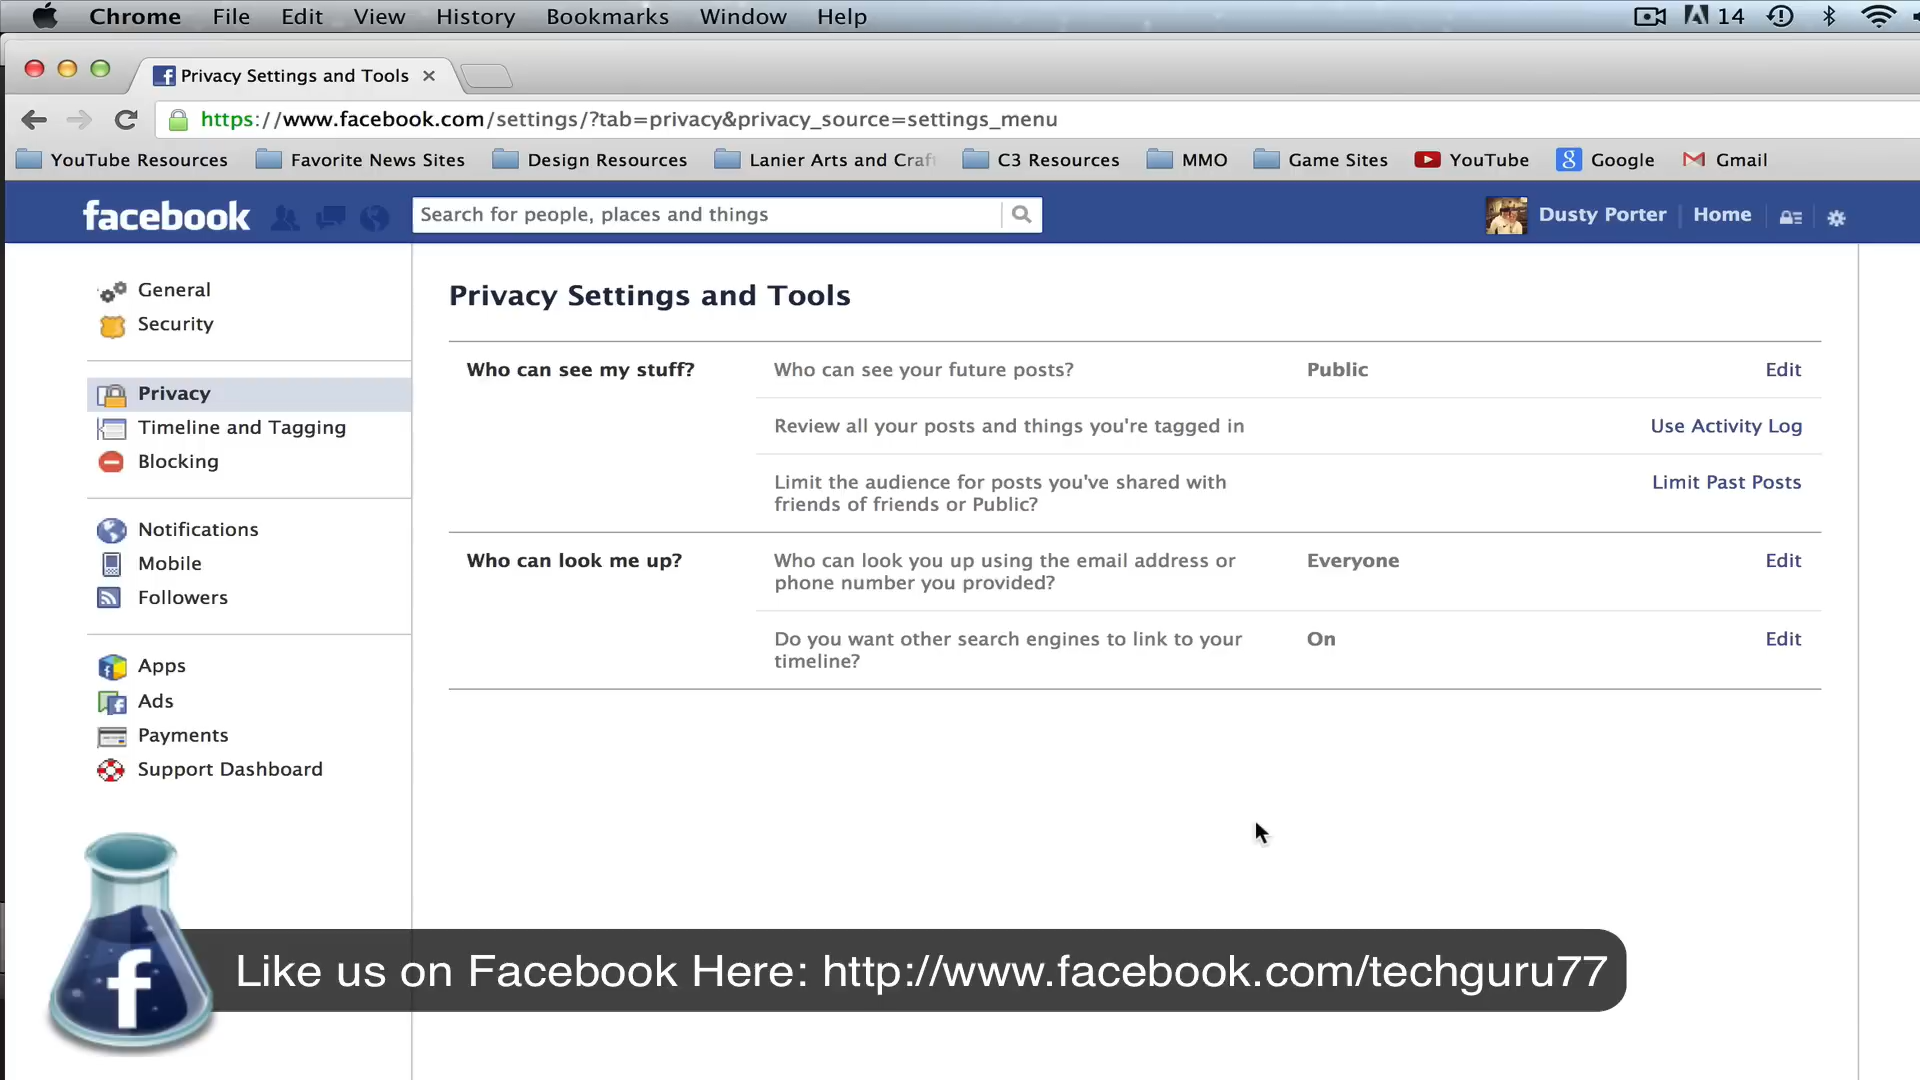 Chrome File Edit View History Bookmarks Window Help 14
Privacy Settings and Tools
https://www.facebook.com/settings/?tab=privacy&privacy_source=settings_menu
YouTube Resources Favorite News Sites Design Resources Lanier Arts and Craf C3 Resources MMO Game Sites YouTube Google Gmail
facebook Search for people, places and things Dusty Porter Home
General
Security
Privacy
Timeline and Tagging
Blocking
Notifications
Mobile
Followers
Apps
Ads
Payments
Support Dashboard
Privacy Settings and Tools
Who can see my stuff? Who can see your future posts? Public Edit
Review all your posts and things you're tagged in Use Activity Log
Limit the audience for posts you've shared with Limit Past Posts
friends of friends or Public?
Who can look me up? Who can look you up using the email address or Everyone Edit
phone number you provided?
Do you want other search engines to link to your On Edit
timeline?
Like us on Facebook Here: http://www.facebook.com/techguru77